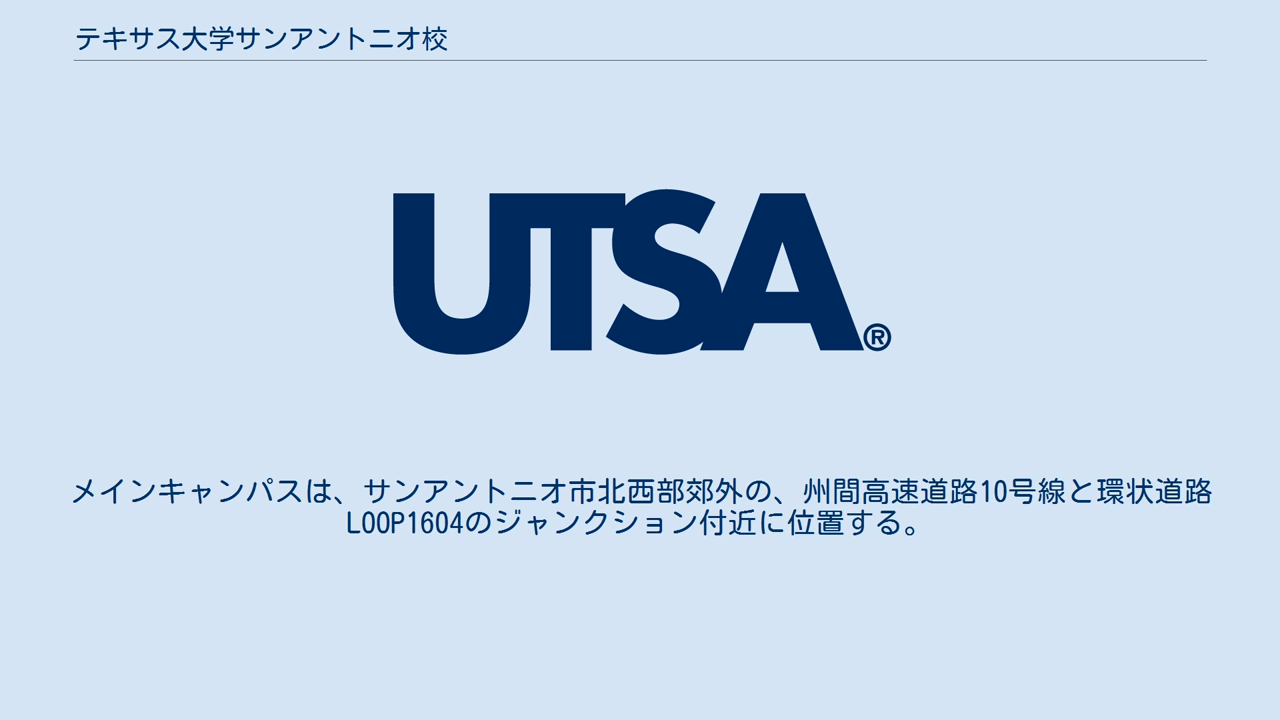 テキサス大学サンアントニオ校
UTSA®
メインキャンパスは、サンアントニオ市北西部郊外の、州間高速道路10号線と環状道路
LOOP1604のジャンクション付近に位置する。